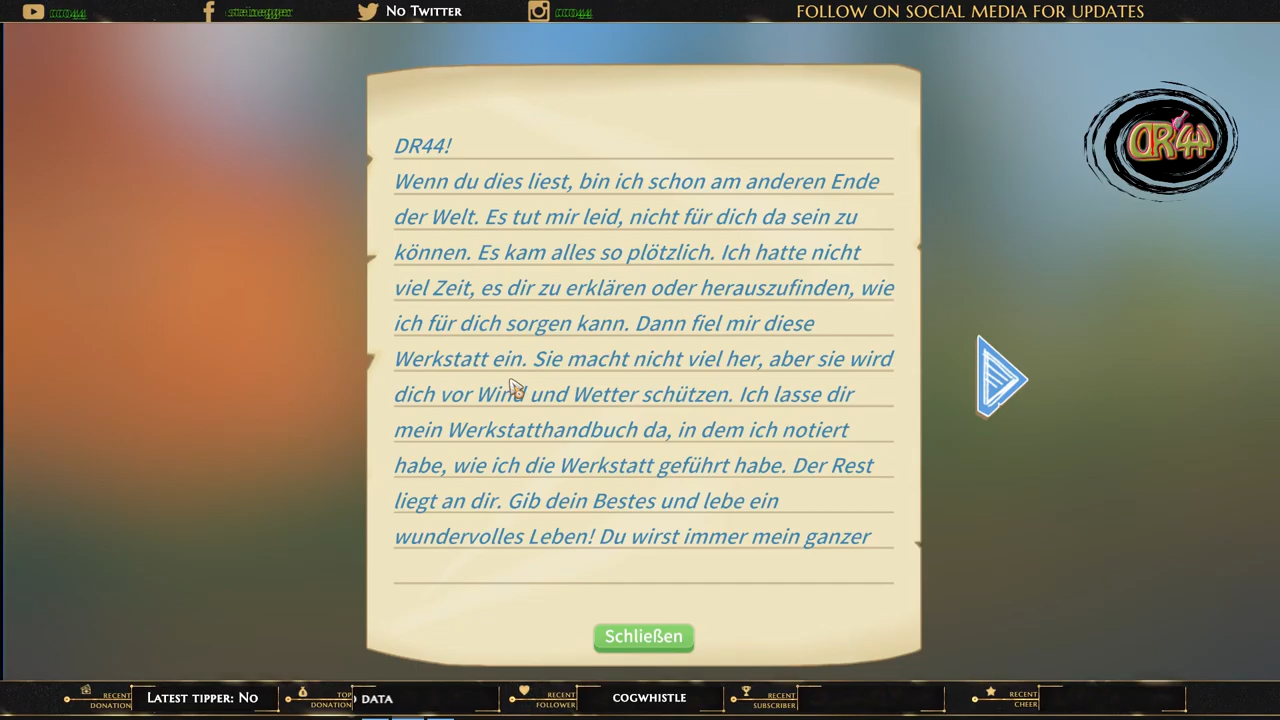 No Twitter
FOLLOW ON SOCIAL MEDIA FOR UPDATES
DR44
DR44!
Wenn du dies liest, bin ich schon am anderen Ende
der Welt. Es tut mir leid, nicht für dich da sein zu
können. Es kam alles so plötzlich. Ich hatte nicht
viel Zeit, es dir zu erklären oder herauszufinden, wie
ich für dich sorgen kann. Dann fiel mir diese
Werkstatt ein. Sie macht nicht viel her, aber sie wird
dich vor Wind und Wetter schützen. Ich lasse dir
mein Werkstatthandbuch da, in dem ich notiert
habe, wie ich die Werkstatt geführt habe. Der Rest
liegt an dir. Gib dein Bestes und lebe ein
wundervolles Leben! Du wirst immer mein ganzer
Schließen
RECENT DONATION
Latest tipper: No
TOP DONATION
DATA
RECENT FOLLOWER
COGWHISTLE
RECENT SUBSCRIBER
RECENT CHEER